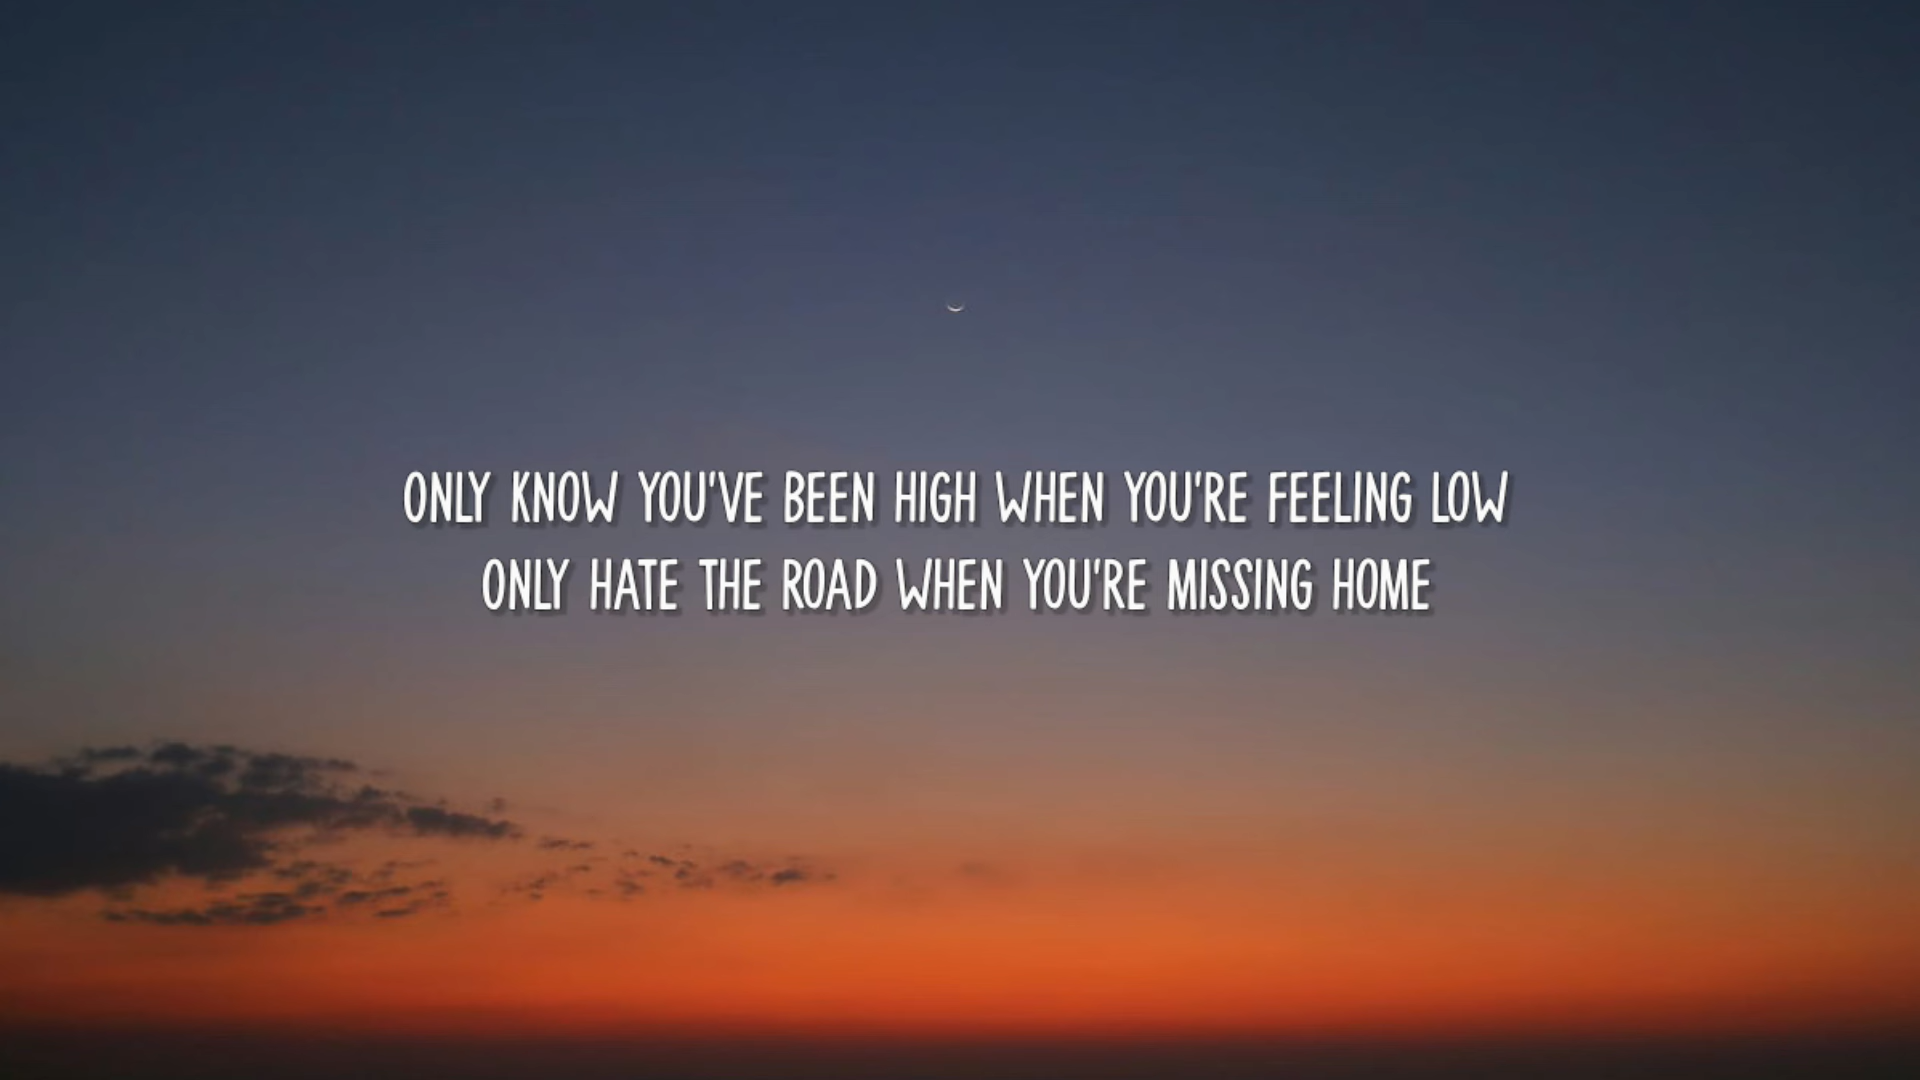 ONLY KNOW YOU'VE BEEN HIGH WHEN YOU'RE FEELING LOW
ONLY HATE THE ROAD WHEN YOU'RE MISSING HOME